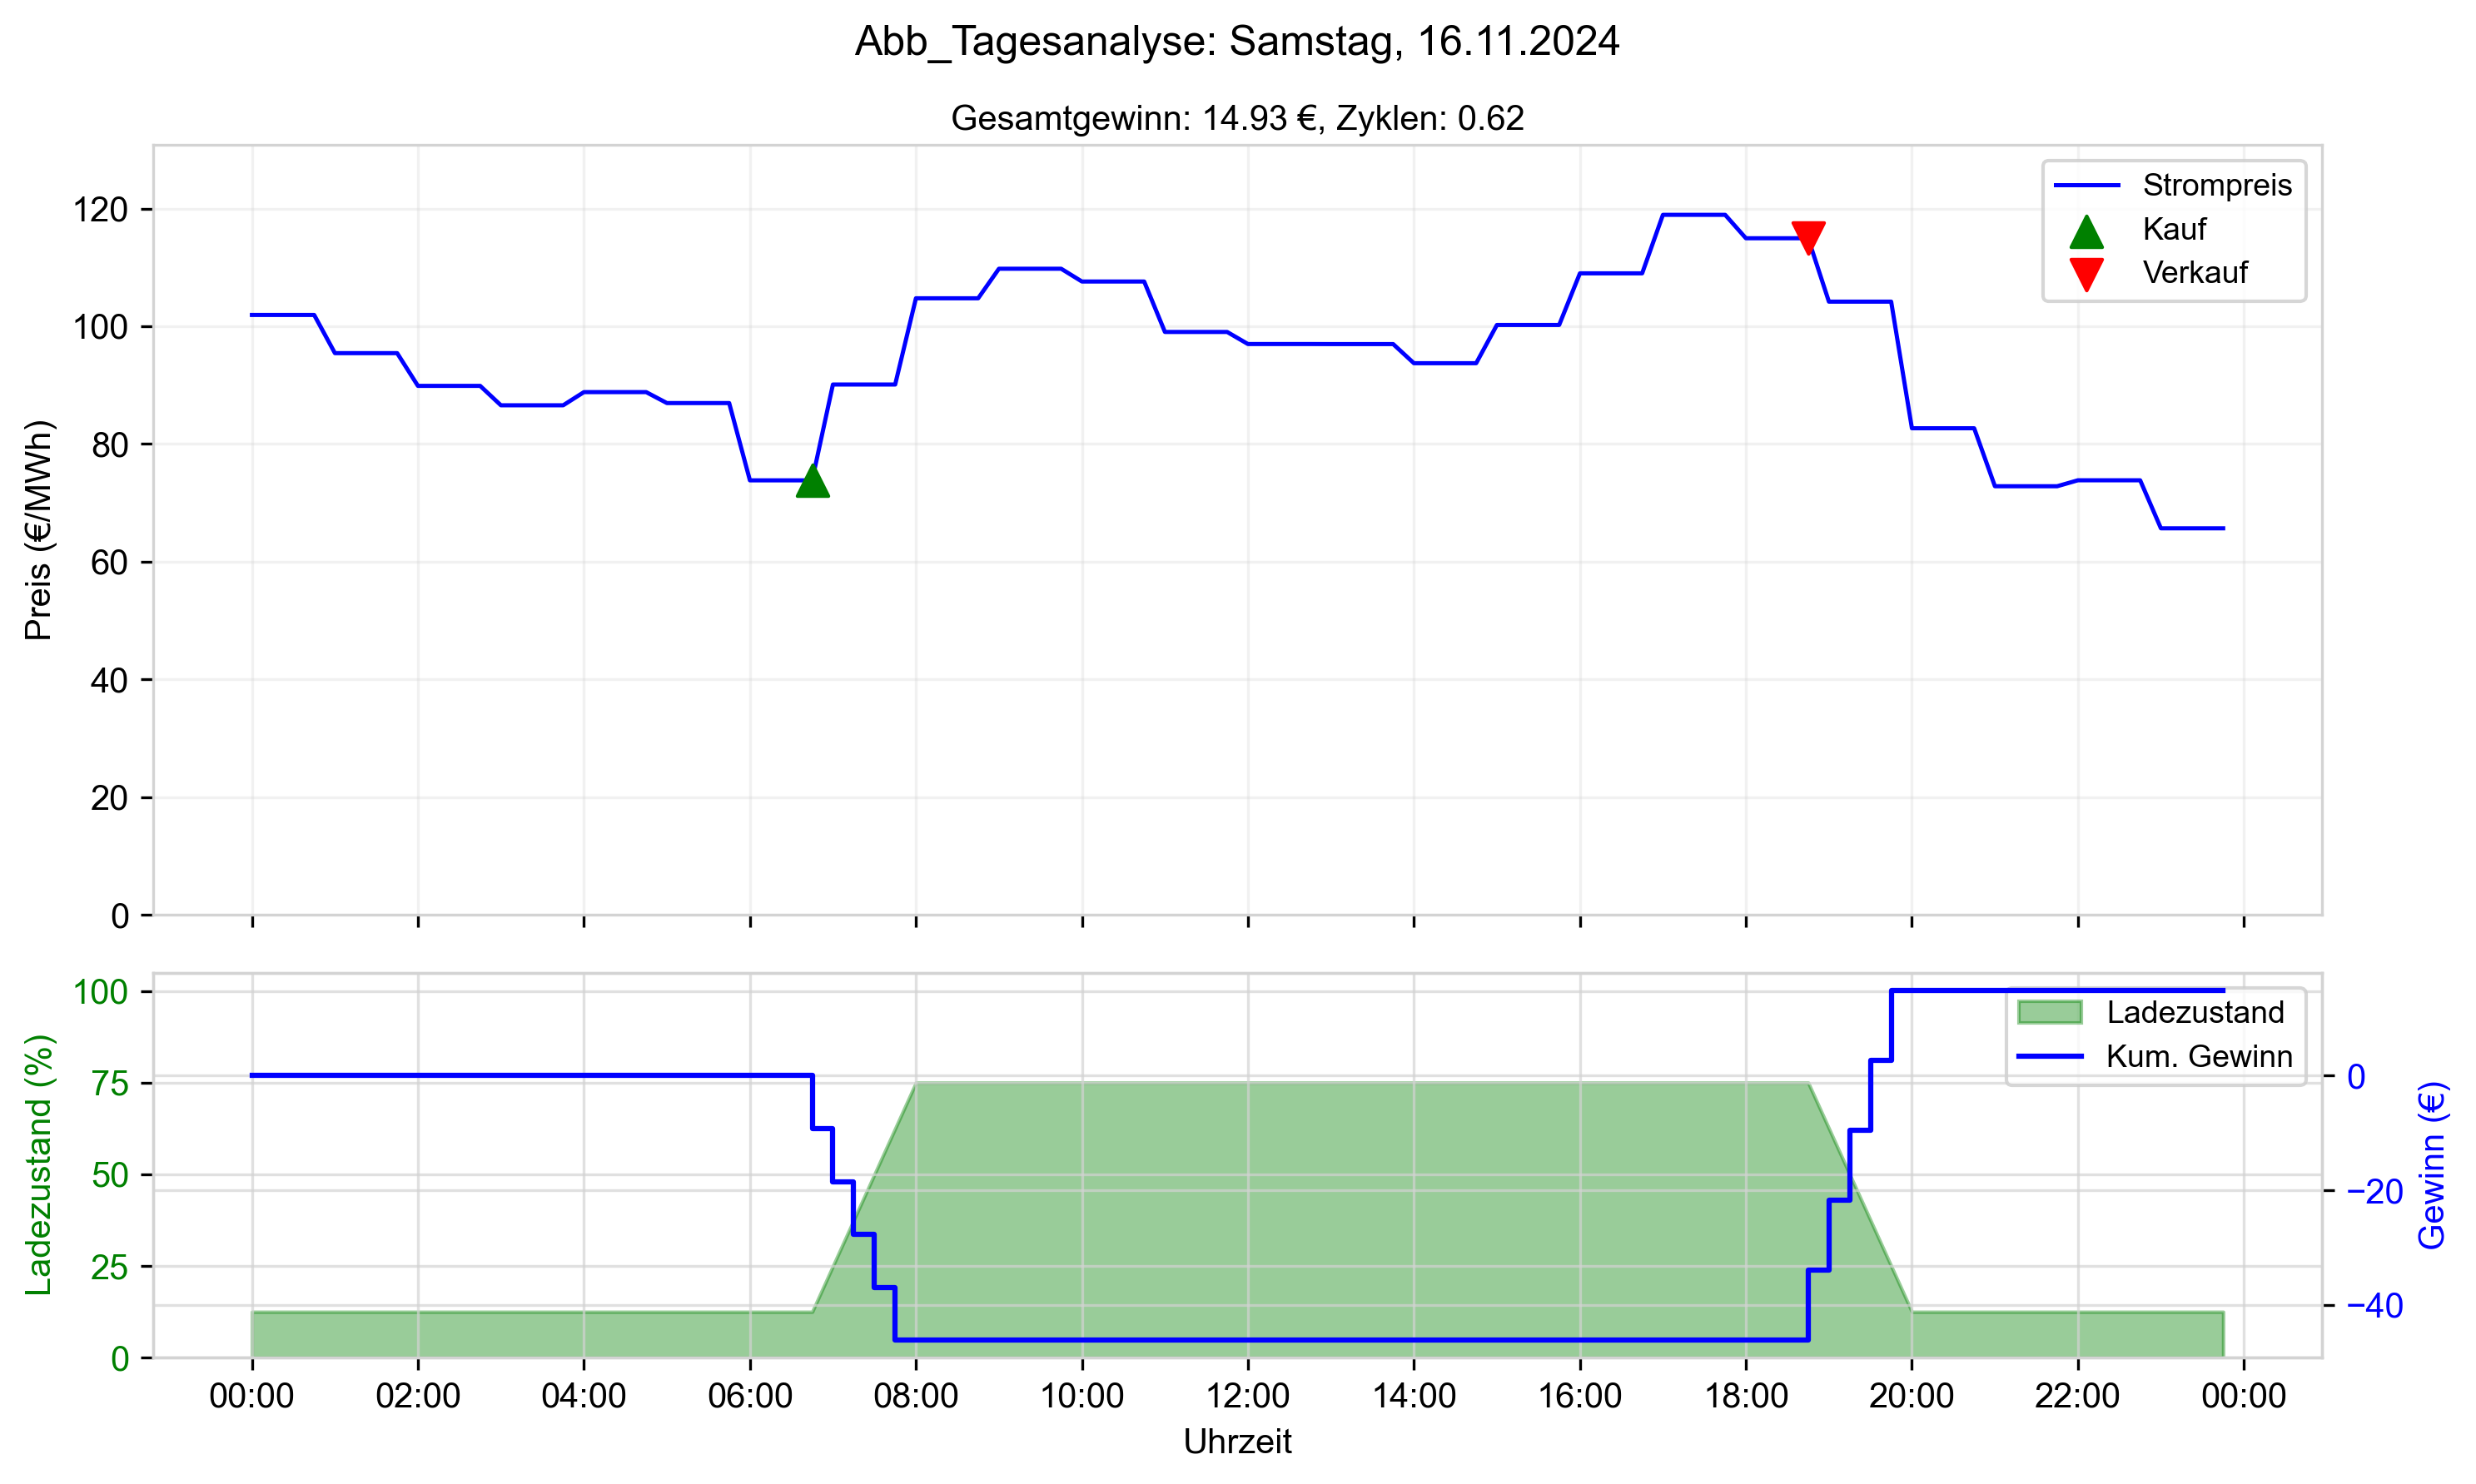 Abb_Tagesanalyse: Samstag, 16.11.2024
Gesamtgewinn: 14.93 €, Zyklen: 0.62
Preis (€/MWh)
120
100
80
60
40
20
0
Strompreis
Kauf
Verkauf
Ladezustand (%)
100
75
50
25
0
Ladezustand
Kum. Gewinn
0
−20
−40
Gewinn (€)
00:00 02:00 04:00 06:00 08:00 10:00 12:00 14:00 16:00 18:00 20:00 22:00 00:00
Uhrzeit